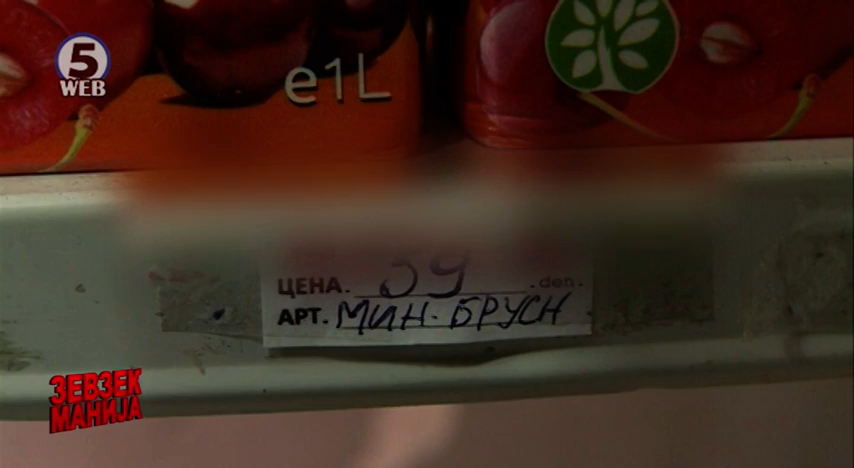 5
WEB
e1L
ЦЕНА. 39 .den.
АРТ. МИН-БРУСН
ЗЕВЗЕК
МАНИЈА